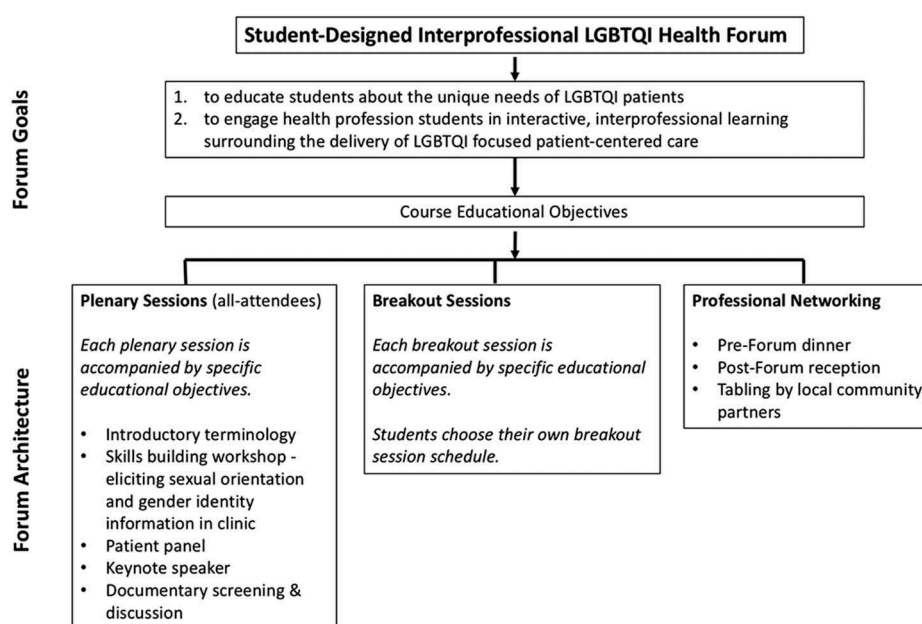 Student-Designed Interprofessional LGBTQI Health Forum
Forum Goals
1. to educate students about the unique needs of LGBTQI patients
2. to engage health profession students in interactive, interprofessional learning
surrounding the delivery of LGBTQI focused patient-centered care
Course Educational Objectives
Forum Architecture
Plenary Sessions (all-attendees)
Each plenary session is
accompanied by specific
educational objectives.
• Introductory terminology
• Skills building workshop -
eliciting sexual orientation
and gender identity
information in clinic
• Patient panel
• Keynote speaker
• Documentary screening &
discussion
Breakout Sessions
Each breakout session is
accompanied by specific educational
objectives.
Students choose their own breakout
session schedule.
Professional Networking
• Pre-Forum dinner
• Post-Forum reception
• Tabling by local community
partners